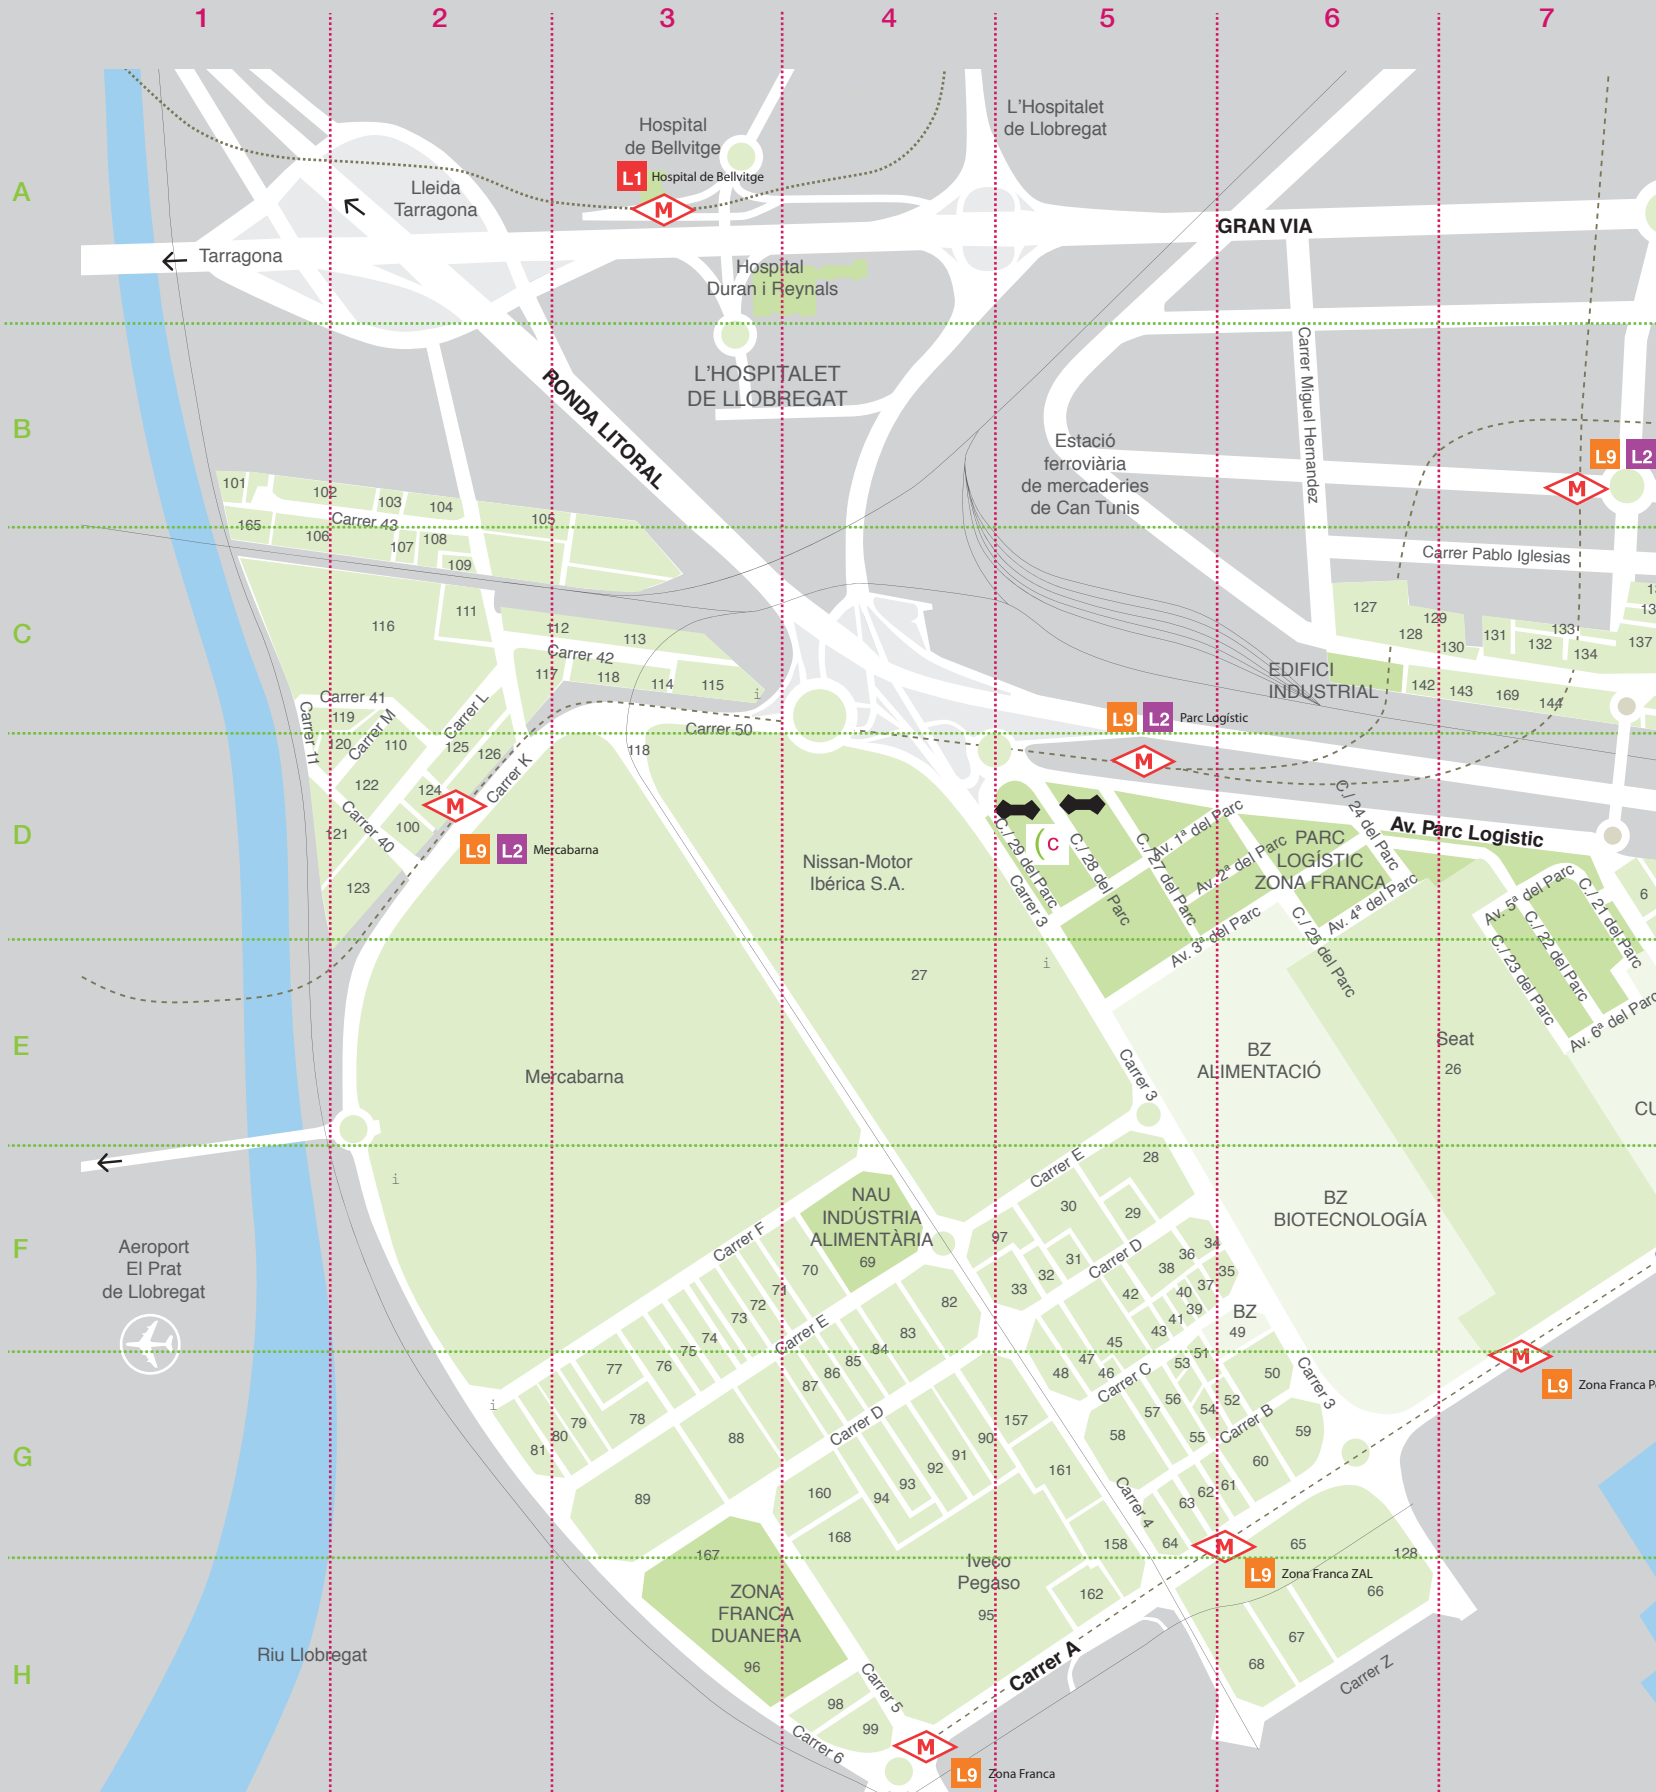 1
2
3
4
5
6
7
A
B
C
D
E
F
G
H
L'Hospitalet
de Llobregat
Hospital
de Bellvitge
L1
Hospital de Bellvitge
M
Lleida
Tarragona
Tarragona
GRAN VIA
Hospital
Duran i Reynals
L'HOSPITALET
DE LLOBREGAT
RONDA LITORAL
Carrer Miguel Hernandez
Estació
ferroviària
de mercaderies
de Can Tunis
L9
L2
M
101
102
103
104
105
165
Carrer 43
106
107
108
109
Carrer Pablo Iglesias
116
111
112
113
Carrer 42
117
118
114
115
i
127
129
128
130
131
132
133
134
137
EDIFICI
INDUSTRIAL
142
143
169
144
Carrer 41
119
Carrer 11
120
Carrer M
110
Carrer L
125
126
Carrer 50
118
L9
L2
Parc Logístic
M
122
124
Carrer K
M
121
Carrer 40
100
L9
L2
Mercabarna
123
Nissan-Motor
Ibérica S.A.
C
C./ 29 del Parc
C./ 28 del Parc
C./ 27 del Parc
Av. 1ª del Parc
Av. 2ª del Parc
Av. 3ª del Parc
PARC
LOGÍSTIC
ZONA FRANCA
C./ 24 del Parc
Av. Parc Logistic
Av. 4ª del Parc
C./ 25 del Parc
Av. 5ª del Parc
C./ 21 del Parc
C./ 22 del Parc
C./ 23 del Parc
Av. 6ª del Parc
6
Carrer 3
27
i
Mercabarna
Carrer 3
BZ
ALIMENTACIÓ
Seat
26
CU
i
Carrer E
28
30
29
NAU
INDÚSTRIA
ALIMENTÀRIA
69
BZ
BIOTECNOLOGÍA
Aeroport
El Prat
de Llobregat
Carrer F
70
71
72
73
74
75
76
77
97
31
32
33
Carrer D
34
36
38
35
37
40
39
41
42
43
45
BZ
49
82
83
84
Carrer E
85
86
87
47
48
46
Carrer C
53
51
50
Carrer 3
M
L9
i
78
79
80
81
88
Carrer D
157
90
91
92
93
94
58
57
56
54
52
55
Carrer B
59
60
61
62
63
64
161
Carrer 4
158
89
160
168
167
M
L9
Zona Franca ZAL
65
128
66
67
68
Carrer Z
Iveco
Pegaso
95
162
ZONA
FRANCA
DUANERA
96
Carrer A
Carrer 5
98
99
Carrer 6
M
L9
Zona Franca
Riu Llobregat